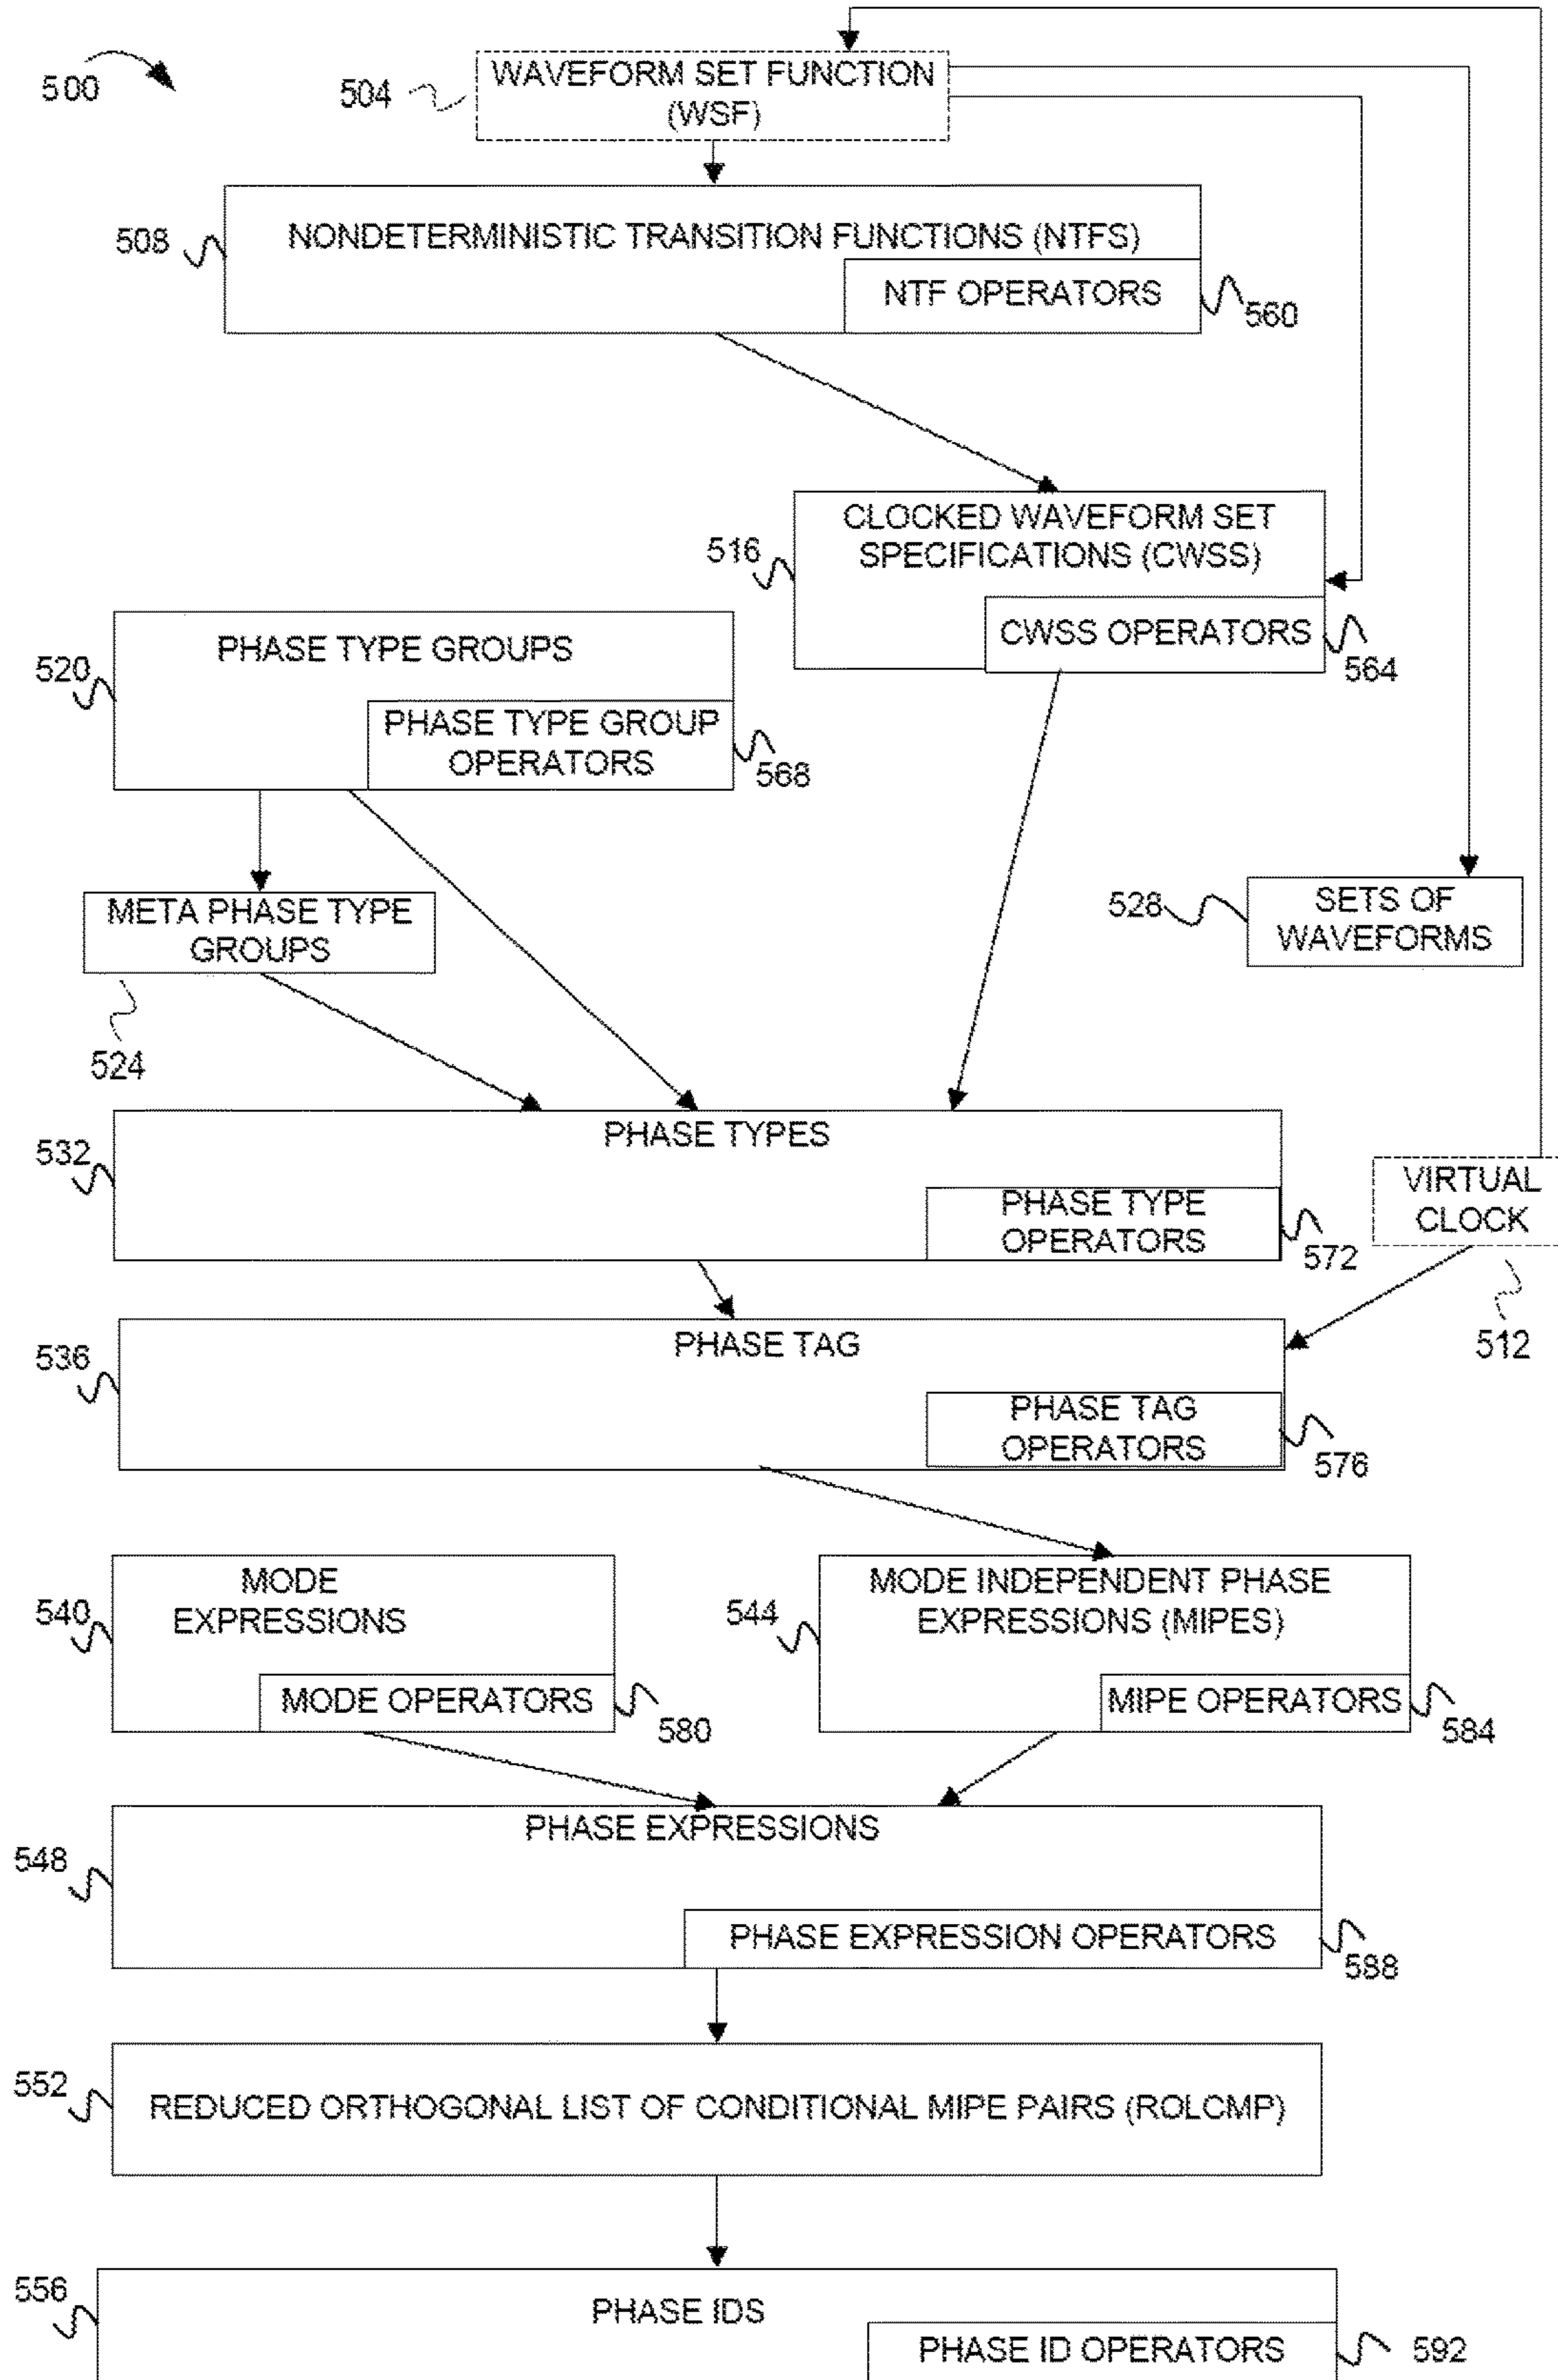 500
504
WAVEFORM SET FUNCTION
(WSF)
508
NONDETERMINISTIC TRANSITION FUNCTIONS (NTFS)
NTF OPERATORS
560
516
CLOCKED WAVEFORM SET
SPECIFICATIONS (CWSS)
CWSS OPERATORS
564
520
PHASE TYPE GROUPS
PHASE TYPE GROUP
OPERATORS
568
META PHASE TYPE
GROUPS
524
528
SETS OF
WAVEFORMS
532
PHASE TYPES
PHASE TYPE
OPERATORS
572
VIRTUAL
CLOCK
512
536
PHASE TAG
PHASE TAG
OPERATORS
576
540
MODE
EXPRESSIONS
MODE OPERATORS
580
544
MODE INDEPENDENT PHASE
EXPRESSIONS (MIPES)
MIPE OPERATORS
584
548
PHASE EXPRESSIONS
PHASE EXPRESSION OPERATORS
588
552
REDUCED ORTHOGONAL LIST OF CONDITIONAL MIPE PAIRS (ROLCMP)
556
PHASE IDS
PHASE ID OPERATORS
592